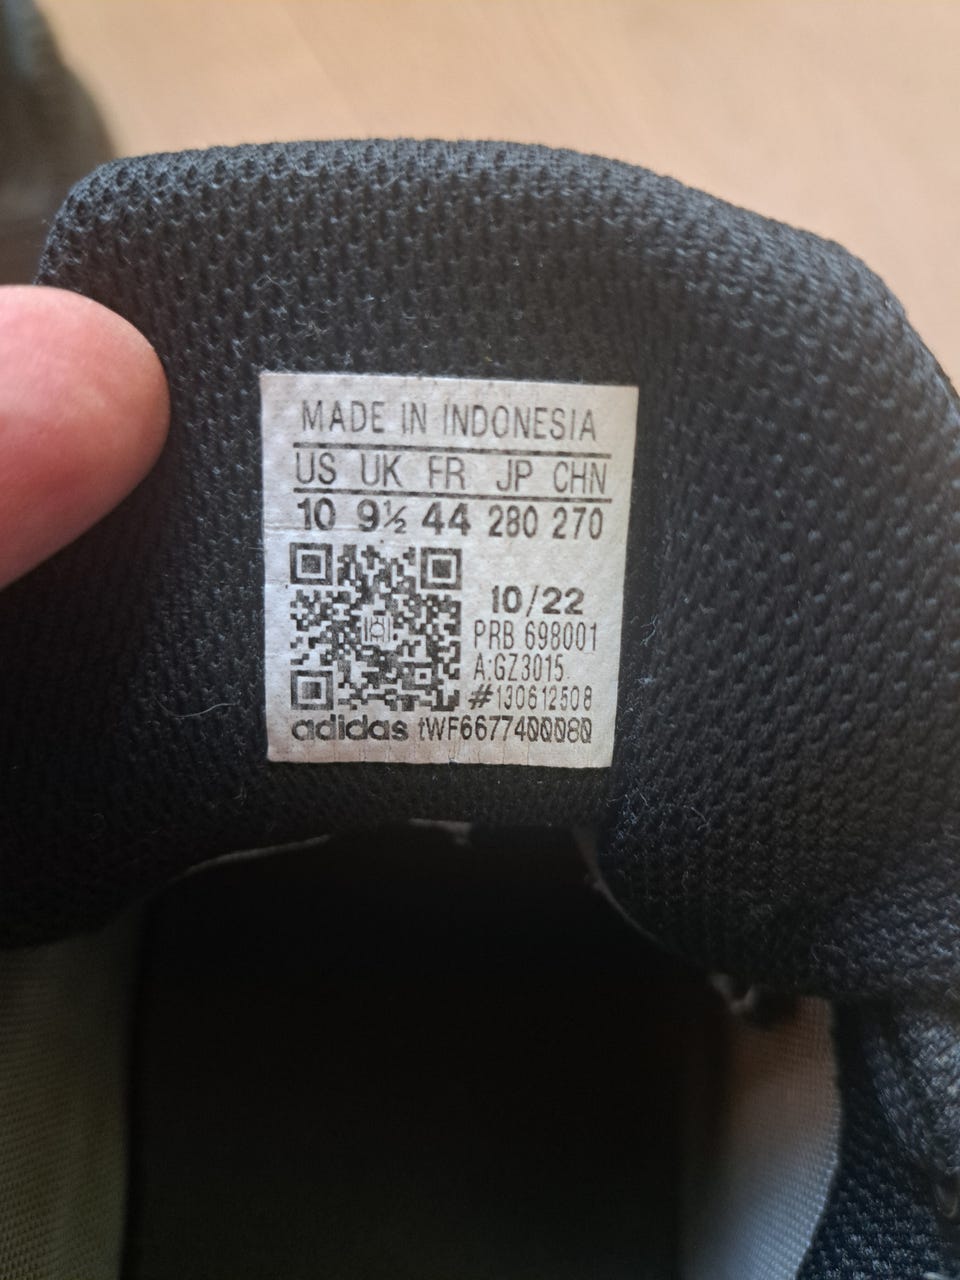 MADE IN INDONESIA
US UK FR JP CHN
10 9½ 44 280 270
10/22
PRB 698001
A:GZ3015
#130612508
adidas tWF6677400080